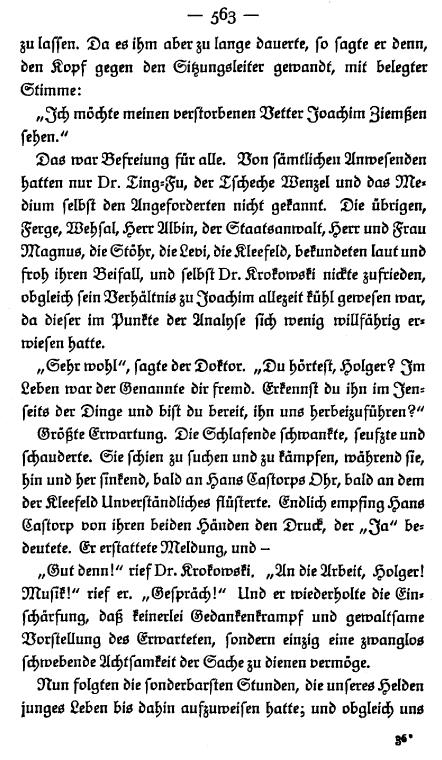 — 563 —
zu lassen. Da es ihm aber zu lange dauerte, so sagte er denn,
den Kopf gegen den Sitzungsleiter gewandt, mit belegter
Stimme:
„Ich möchte meinen verstorbenen Vetter Joachim Ziemßen
sehen.“
Das war Befreiung für alle. Von sämtlichen Anwesenden
hatten nur Dr. Ting-Fu, der Tscheche Wenzel und das Me-
dium selbst den Angeforderten nicht gekannt. Die übrigen,
Ferge, Wehsal, Herr Albin, der Staatsanwalt, Herr und Frau
Magnus, die Stöhr, die Levi, die Kleefeld, bekundeten laut und
froh ihren Beifall, und selbst Dr. Krokowski nickte zufrieden,
obgleich sein Verhältnis zu Joachim allezeit kühl gewesen war,
da dieser im Punkte der Analyse sich wenig willfährig er-
wiesen hatte.
„Sehr wohl“, sagte der Doktor. „Du hörtest, Holger? Im
Leben war der Genannte dir fremd. Erkennst du ihn im Jen-
seits der Dinge und bist du bereit, ihn uns herbeizuführen?“
Größte Erwartung. Die Schlafende schwankte, seufzte und
schauderte. Sie schien zu suchen und zu kämpfen, während sie,
hin und her sinkend, bald an Hans Castorps Ohr, bald an dem
der Kleefeld Unverständliches flüsterte. Endlich empfing Hans
Castorp von ihren beiden Händen den Druck, der „Ja“ be-
deutete. Er erstattete Meldung, und –
„Gut denn!“ rief Dr. Krokowski. „An die Arbeit, Holger!
Musik!“ rief er. „Gespräch!“ Und er wiederholte die Ein-
schärfung, daß keinerlei Gedankenkrampf und gewaltsame
Vorstellung des Erwarteten, sondern einzig eine zwanglos
schwebende Achtsamkeit der Sache zu dienen vermöge.
Nun folgten die sonderbarsten Stunden, die unseres Helden
junges Leben bis dahin aufzuweisen hatte; und obgleich uns
36*